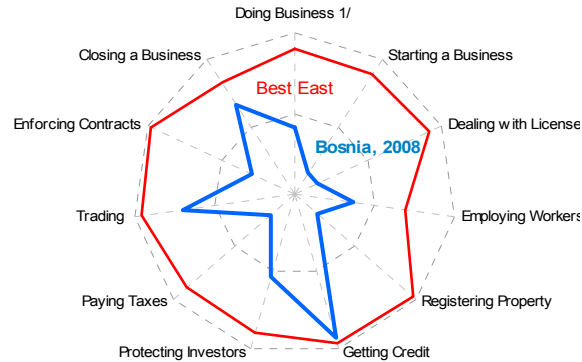 Doing Business 1/
Closing a Business
Starting a Business
Best East
Enforcing Contracts
Dealing with License
Bosnia, 2008
Trading
Employing Workers
Paying Taxes
Registering Property
Protecting Investors
Getting Credit